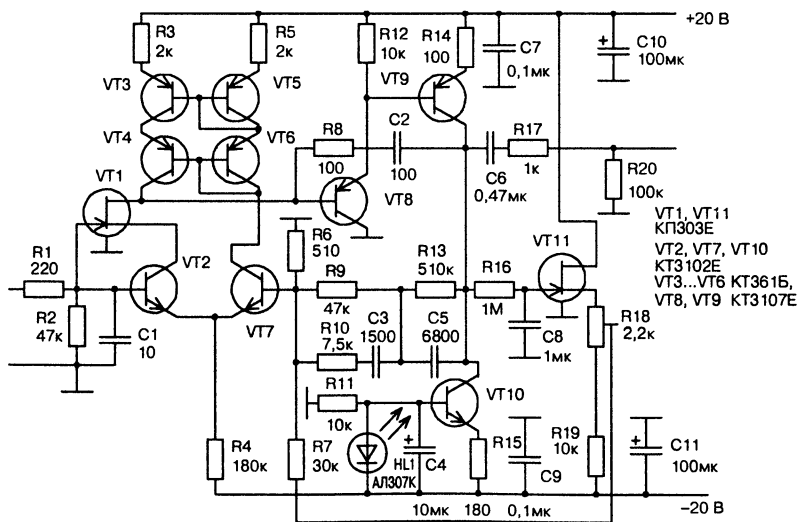 +20 В
R3
2к
R5
2к
R12
10к
R14
100
C7
0,1мк
+
C10
100мк
VT3
VT5
VT9
VT4
VT6
R8
100
C2
100
C6
0,47мк
R17
1к
R20
100к
VT1
VT8
VT1, VT11
КП303Е
VT2, VT7, VT10
КТ3102Е
VT3...VT6 КТ361Б,
VT8, VT9 КТ3107Е
R1
220
VT2
R6
510
R9
47к
R13
510к
R16
1М
VT11
R18
2,2к
R2
47к
C1
10
VT7
R10
7,5к
C3
1500
C5
6800
C8
1мк
R11
10к
VT10
R4
180к
R7
30к
HL1
АЛ307К
+
C4
10мк
R15
180
C9
0,1мк
R19
10к
+
C11
100мк
−20 В